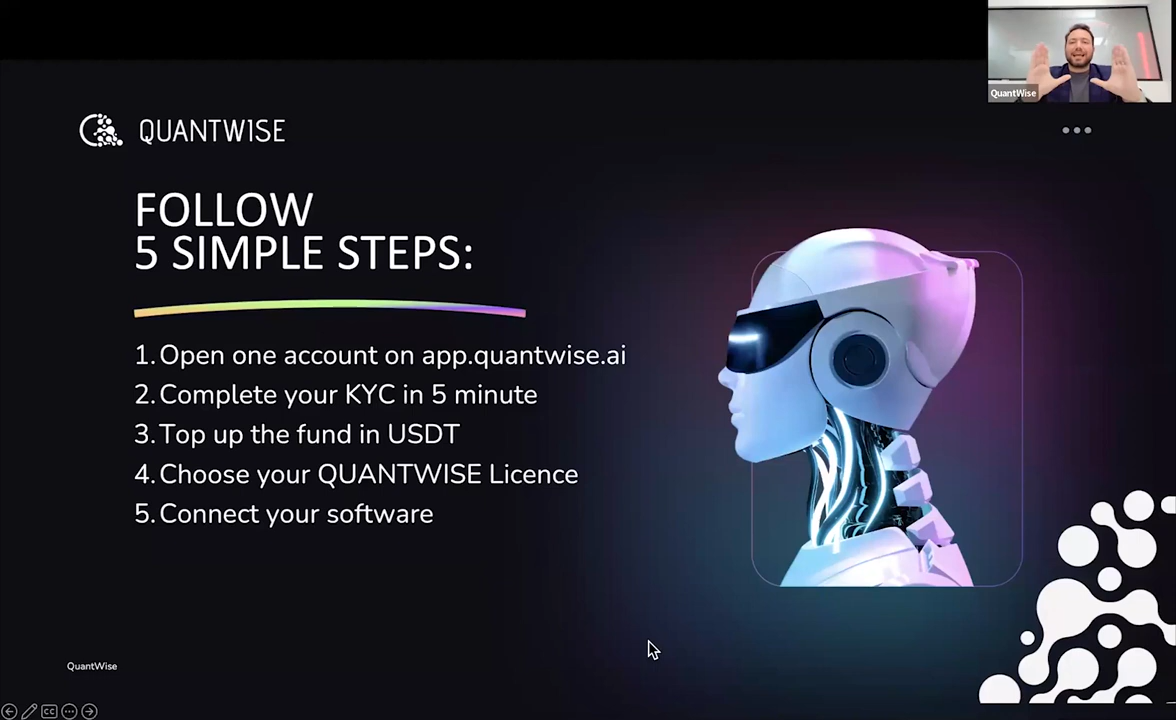 QuantWise
QUANTWISE
FOLLOW
5 SIMPLE STEPS:
1. Open one account on app.quantwise.ai
2. Complete your KYC in 5 minute
3. Top up the fund in USDT
4. Choose your QUANTWISE Licence
5. Connect your software
QuantWise
CC